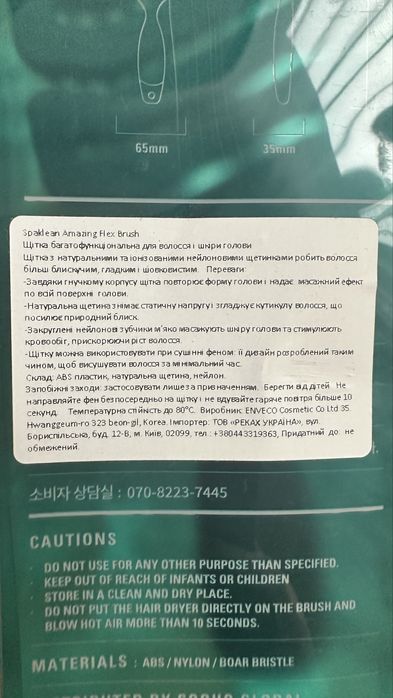 65mm
35mm
Spaklean Amazing Flex Brush
Щітка багатофункціональна для волосся і шкіри голови
Щітка з натуральними та іонізованими нейлоновими щетинками робить волосся
більш блискучим, гладким і шовковистим. Переваги:
-Завдяки гнучкому корпусу щітка повторює форму голови і надає масажний ефект
по всій поверхні голови.
-Натуральна щетина знімає статичну напругу і згладжує кутикулу волосся, що
посилює природний блиск.
-Закруглені нейлонові зубчики м'яко масажують шкіру голови та стимулюють
кровообіг, прискорюючи ріст волосся.
-Щітку можна використовувати при сушінні феном: її дизайн розроблений таким
чином, щоб висушувати волосся за мінімальний час.
Склад: ABS пластик, натуральна щетина, нейлон.
Запобіжні заходи: застосовувати лише за призначенням. Берегти від дітей. Не
направляйте фен безпосередньо на щітку і не вдувайте гаряче повітря більше 10
секунд. Температурна стійкість до 80°C. Виробник: ENVECO Cosmetic Co Ltd 35.
Hwanggeum-ro 323 beon-gil, Korea. Імпортер: ТОВ «РЕКАХ УКРАЇНА», вул.
Бориспільська, буд. 12-В, м. Київ, 02099, тел.: +380443319363, Придатний до: не
обмежений.
소비자 상담실 : 070-8223-7445
CAUTIONS
· DO NOT USE FOR ANY OTHER PURPOSE THAN SPECIFIED.
· KEEP OUT OF REACH OF INFANTS OR CHILDREN
· STORE IN A CLEAN AND DRY PLACE.
· DO NOT PUT THE HAIR DRYER DIRECTLY ON THE BRUSH AND
BLOW HOT AIR MORE THAN 10 SECONDS.
MATERIALS : ABS / NYLON / BOAR BRISTLE